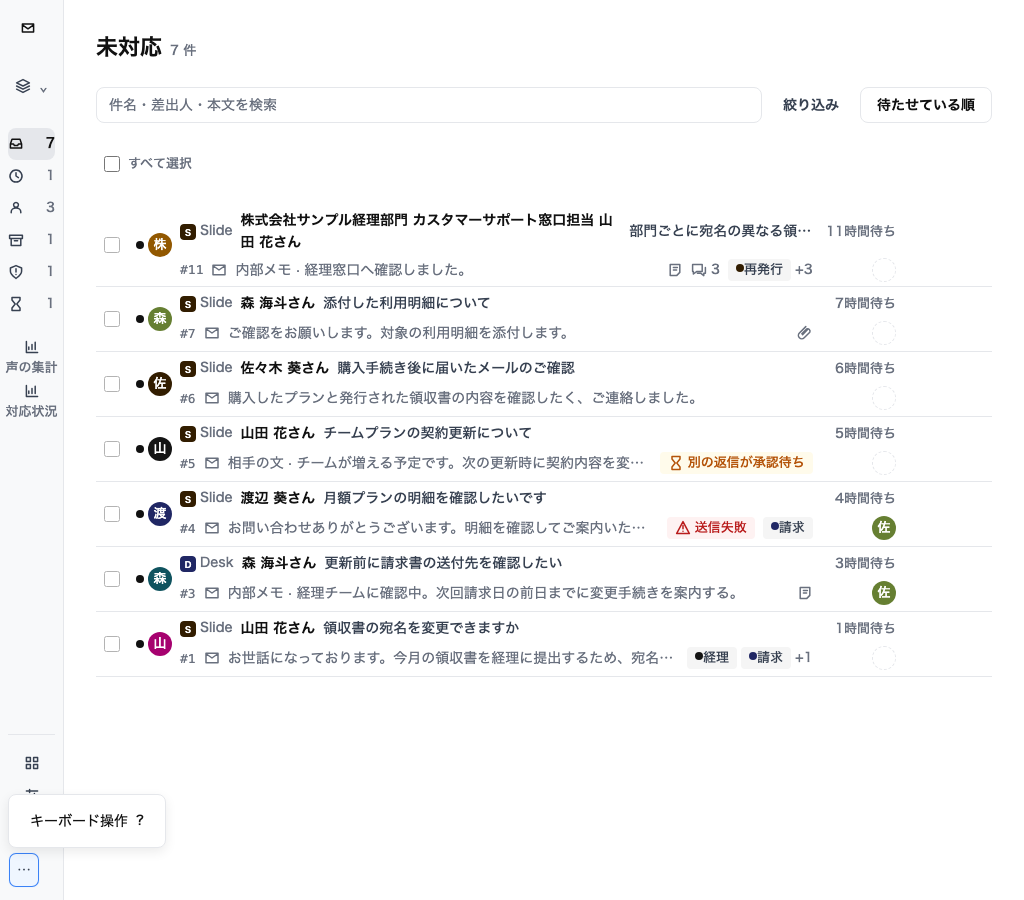 未対応 7 件
件名・差出人・本文を検索
絞り込み
待たせている順
すべて選択
7
1
3
1
1
1
声の集計
対応状況
株
S Slide 株式会社サンプル経理部門 カスタマーサポート窓口担当 山
田 花さん
部門ごとに宛名の異なる領… 11時間待ち
#11 内部メモ · 経理窓口へ確認しました。 3 再発行 +3
森
S Slide 森 海斗さん 添付した利用明細について 7時間待ち
#7 ご確認をお願いします。対象の利用明細を添付します。
佐
S Slide 佐々木 葵さん 購入手続き後に届いたメールのご確認 6時間待ち
#6 購入したプランと発行された領収書の内容を確認したく、ご連絡しました。
山
S Slide 山田 花さん チームプランの契約更新について 5時間待ち
#5 相手の文 · チームが増える予定です。次の更新時に契約内容を変… 別の返信が承認待ち
渡
S Slide 渡辺 葵さん 月額プランの明細を確認したいです 4時間待ち
#4 お問い合わせありがとうございます。明細を確認してご案内いた… 送信失敗 請求 佐
森
D Desk 森 海斗さん 更新前に請求書の送付先を確認したい 3時間待ち
#3 内部メモ · 経理チームに確認中。次回請求日の前日までに変更手続きを案内する。 佐
山
S Slide 山田 花さん 領収書の宛名を変更できますか 1時間待ち
#1 お世話になっております。今月の領収書を経理に提出するため、宛名… 経理 請求 +1
キーボード操作 ?
…